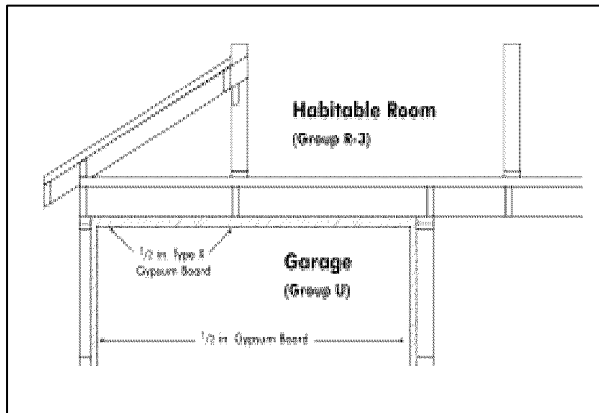 Habitable Room
(Group R-3)
1/2 in. Type X
Gypsum Board
Garage
(Group U)
1/2 in. Gypsum Board